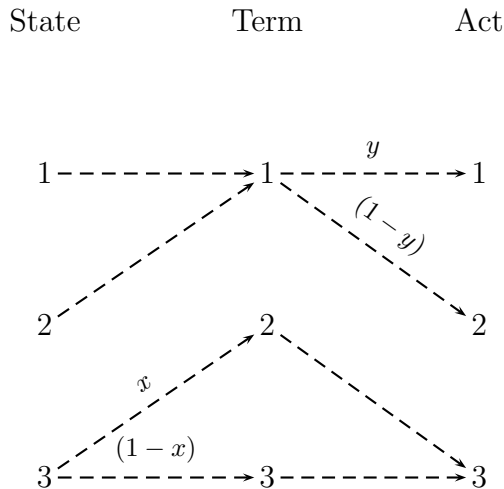 State Term Act
y
1 1 1
(1 − y)
2 2 2
x
(1 − x)
3 3 3